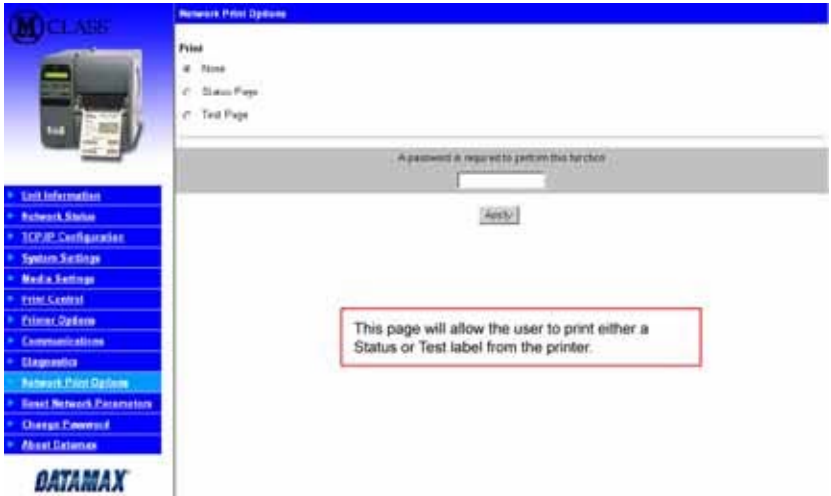 M CLASS
Network Print Options
Print
None
Status Page
Test Page
A password is required to perform this function
Apply
This page will allow the user to print either a
Status or Test label from the printer.
Unit Information
Network Status
TCP/IP Configuration
System Settings
Media Settings
Print Control
Printer Options
Communications
Diagnostics
Network Print Options
Reset Network Parameters
Change Password
About Datamax
DATAMAX